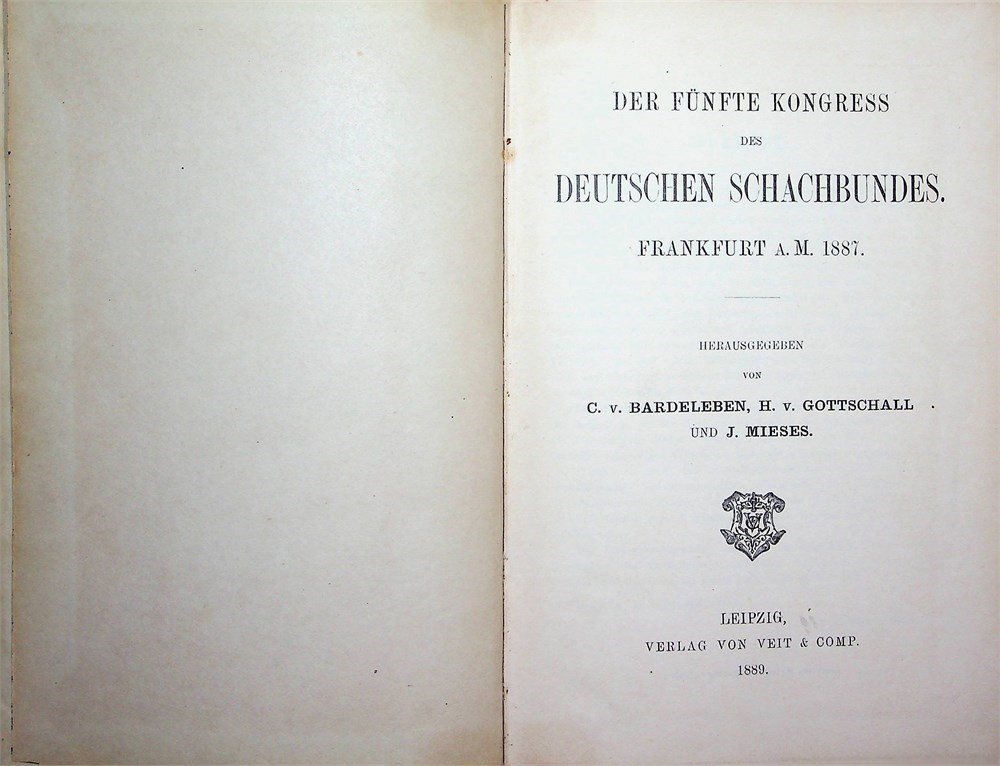 DER FÜNFTE KONGRESS
DES
DEUTSCHEN SCHACHBUNDES.
FRANKFURT A. M. 1887.
HERAUSGEGEBEN
VON
C. v. BARDELEBEN, H. v. GOTTSCHALL
UND J. MIESES.
LEIPZIG,
VERLAG VON VEIT & COMP.
1889.